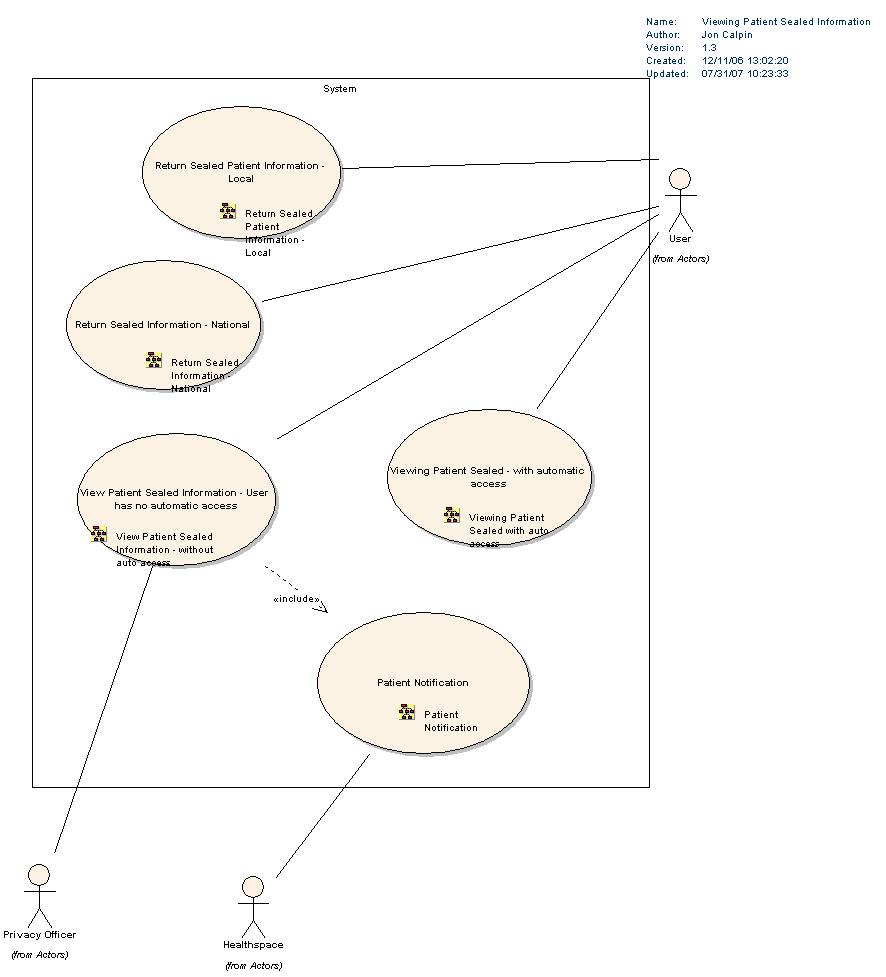 Name: Viewing Patient Sealed Information
Author: Jon Calpin
Version: 1.3
Created: 12/11/06 13:02:20
Updated: 07/31/07 10:23:33
System
Return Sealed Patient Information -
Local
Return Sealed
Patient
Information -
Local
User
(from Actors)
Return Sealed Information - National
Return Sealed
Information -
National
Viewing Patient Sealed - with automatic
access
Viewing Patient
Sealed with auto
access
View Patient Sealed Information - User
has no automatic access
View Patient Sealed
Information - without
auto access
«include»
Patient Notification
Patient
Notification
Privacy Officer
(from Actors)
Healthspace
(from Actors)